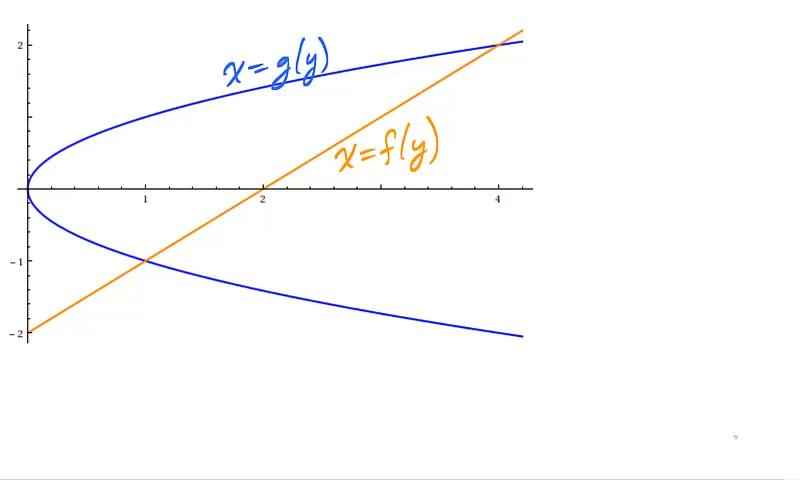 2
x=g(y)
x=f(y)
1 2 4
-1
-2